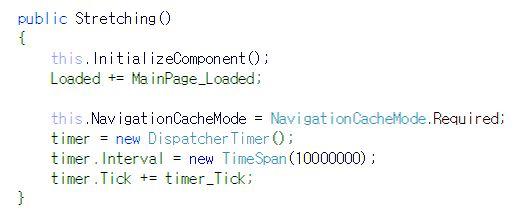 public Stretching()
{
this.InitializeComponent();
Loaded += MainPage_Loaded;
this.NavigationCacheMode = NavigationCacheMode.Required;
timer = new DispatcherTimer();
timer.Interval = new TimeSpan(10000000);
timer.Tick += timer_Tick;
}